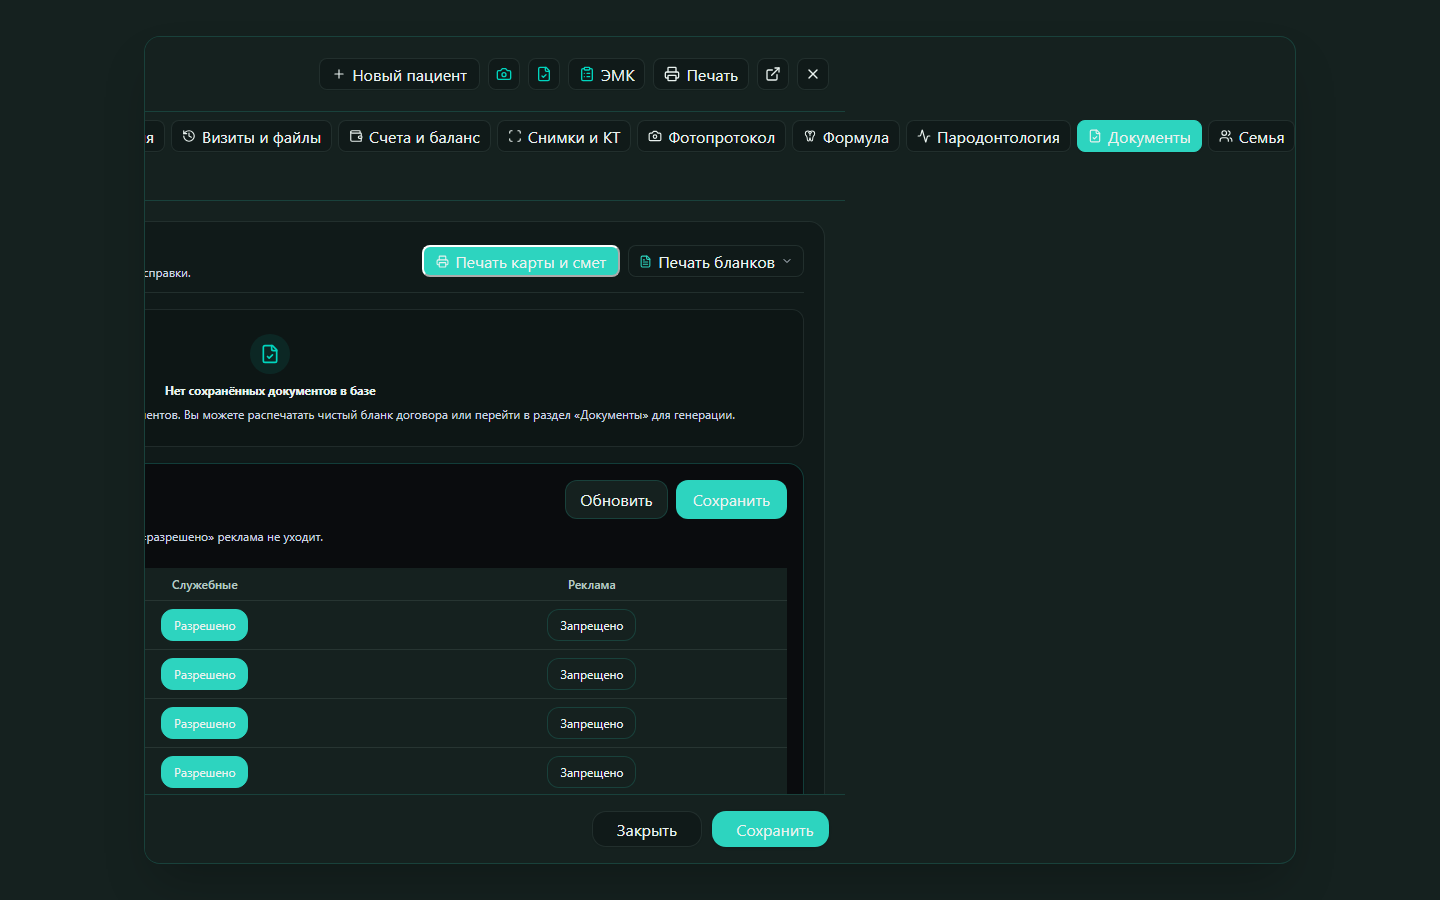 Новый пациент ЭМК Печать
я Визиты и файлы Счета и баланс Снимки и КТ Фотопротокол Формула Пародонтология Документы Семья
Печать карты и смет Печать бланков
справки.
Нет сохранённых документов в базе
ентов. Вы можете распечатать чистый бланк договора или перейти в раздел «Документы» для генерации.
Обновить Сохранить
«разрешено» реклама не уходит.
Служебные Реклама
Разрешено Запрещено
Разрешено Запрещено
Разрешено Запрещено
Разрешено Запрещено
Закрыть Сохранить